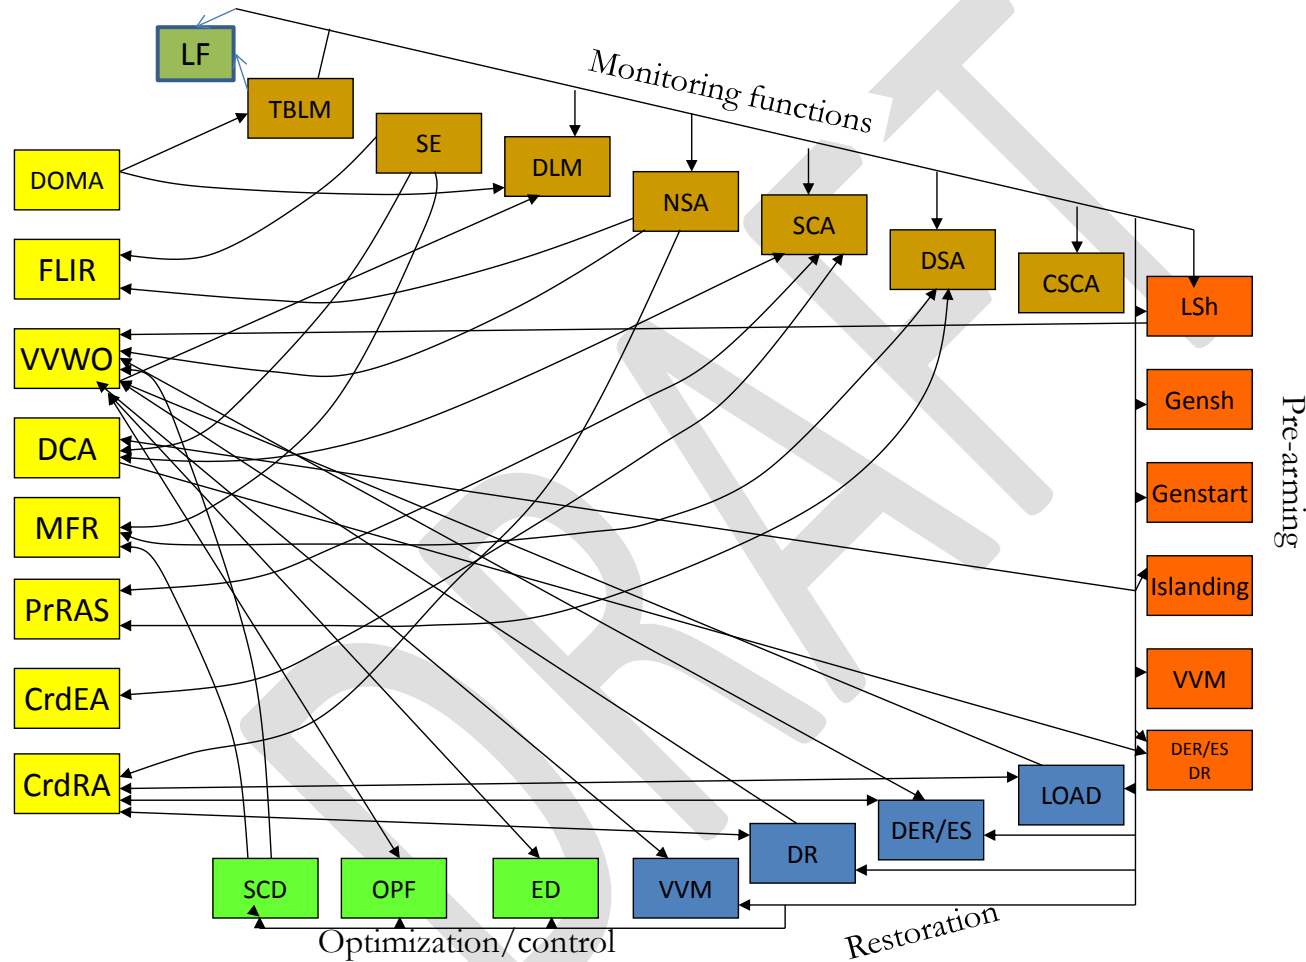 LF
TBLM
Monitoring functions
SE
DLM
DOMA
NSA
SCA
FLIR
DSA
CSCA
LSh
VVWO
Gensh
Pre-arming
DCA
Genstart
MFR
Islanding
PrRAS
VVM
CrdEA
DER/ES
DR
CrdRA
LOAD
DER/ES
DR
SCD
OPF
ED
VVM
Optimization/control
Restoration
DRAFT